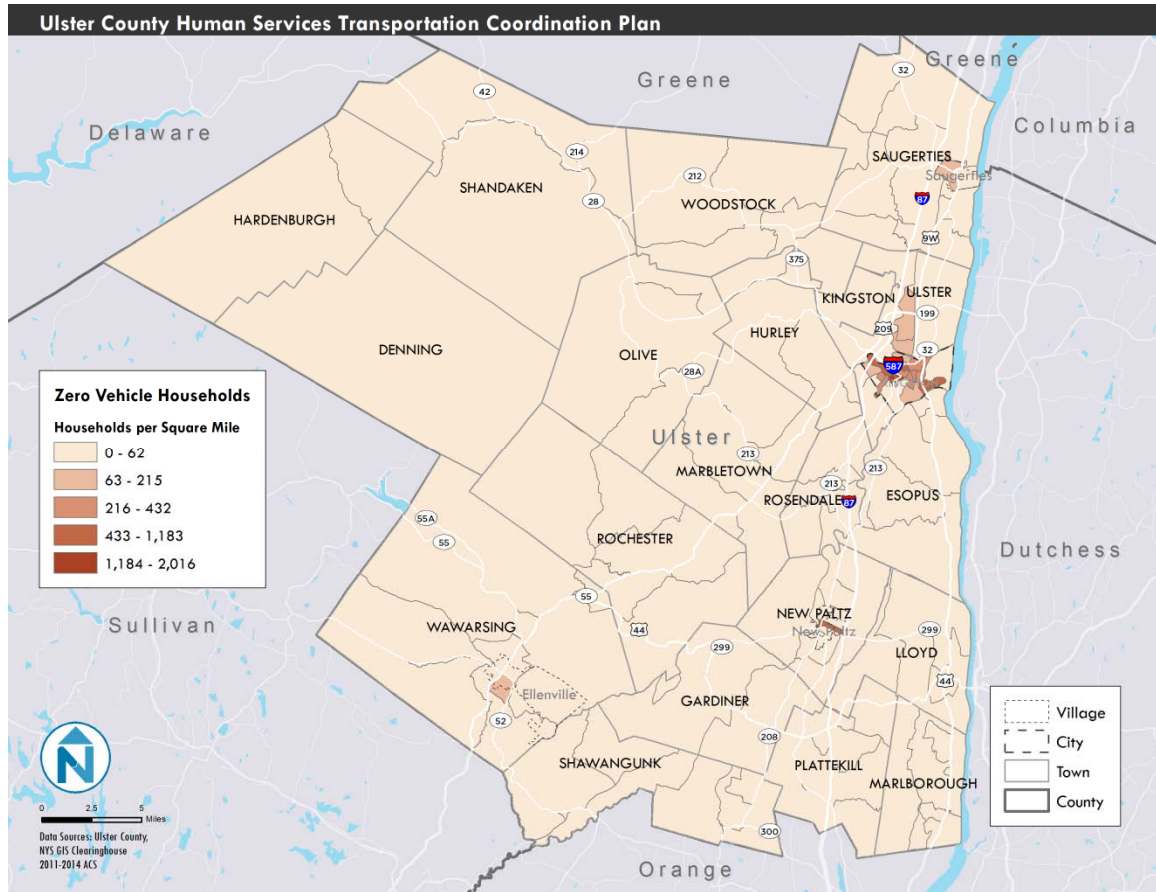 Ulster County Human Services Transportation Coordination Plan
Greene
Greene
Delaware
Columbia
32
42
214
212
28
SAUGERTIES
Saugerties
87
9W
SHANDAKEN
WOODSTOCK
HARDENBURGH
375
KINGSTON
ULSTER
199
209
HURLEY
32
587
DENNING
OLIVE
28A
Zero Vehicle Households
Households per Square Mile
0 - 62
63 - 215
216 - 432
433 - 1,183
1,184 - 2,016
Ulster
213
MARBLETOWN
213
213
ROSENDALE
87
ESOPUS
55A
55
ROCHESTER
Dutchess
Sullivan
55
44
WAWARSING
NEW PALTZ
New Paltz
299
299
LLOYD
44
Ellenville
52
GARDINER
208
SHAWANGUNK
PLATTEKILL
MARLBOROUGH
300
Orange
Village
City
Town
County
N
0 2.5 5
Miles
Data Sources: Ulster County,
NYS GIS Clearinghouse
2011-2014 ACS